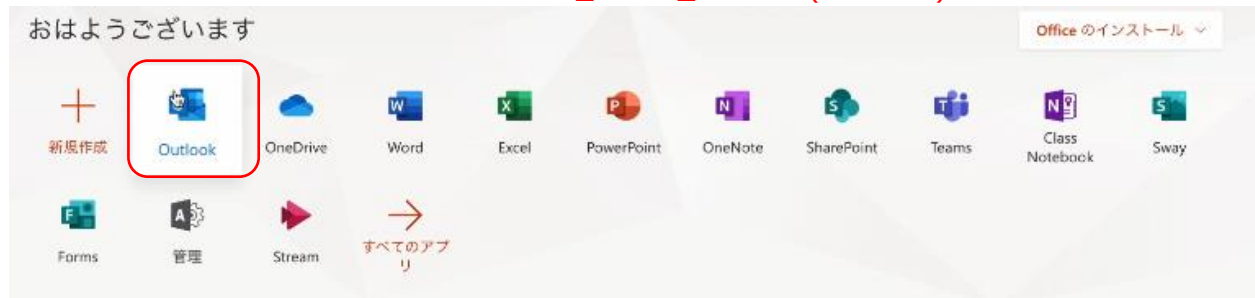 おはようございます
Office のインストール
新規作成
Outlook
OneDrive
Word
Excel
PowerPoint
OneNote
SharePoint
Teams
Class
Notebook
Sway
Forms
管理
Stream
すべてのアプ
リ